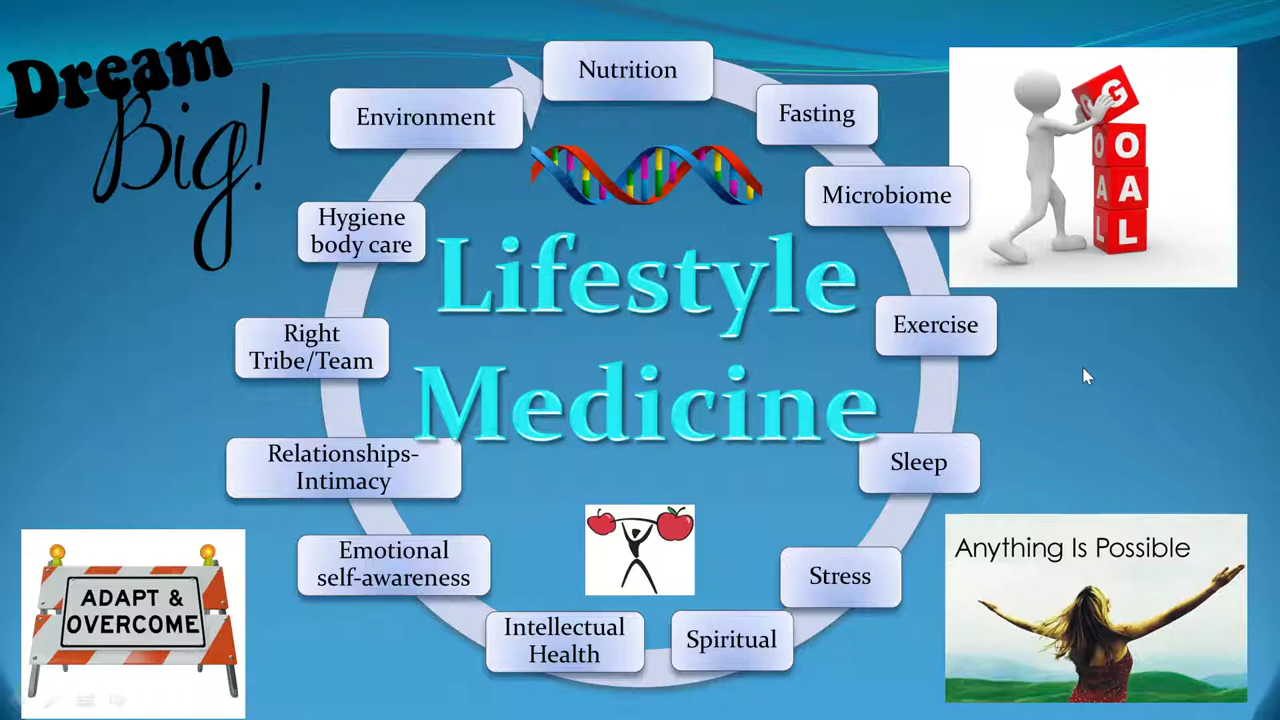 Dream
Big!
Nutrition
Fasting
Microbiome
Exercise
Sleep
Stress
Spiritual
Intellectual
Health
Emotional
self-awareness
Relationships-
Intimacy
Right
Tribe/Team
Hygiene
body care
Environment
Lifestyle
Medicine
G
O
A
L
G
O
A
L
Anything Is Possible
ADAPT &
OVERCOME